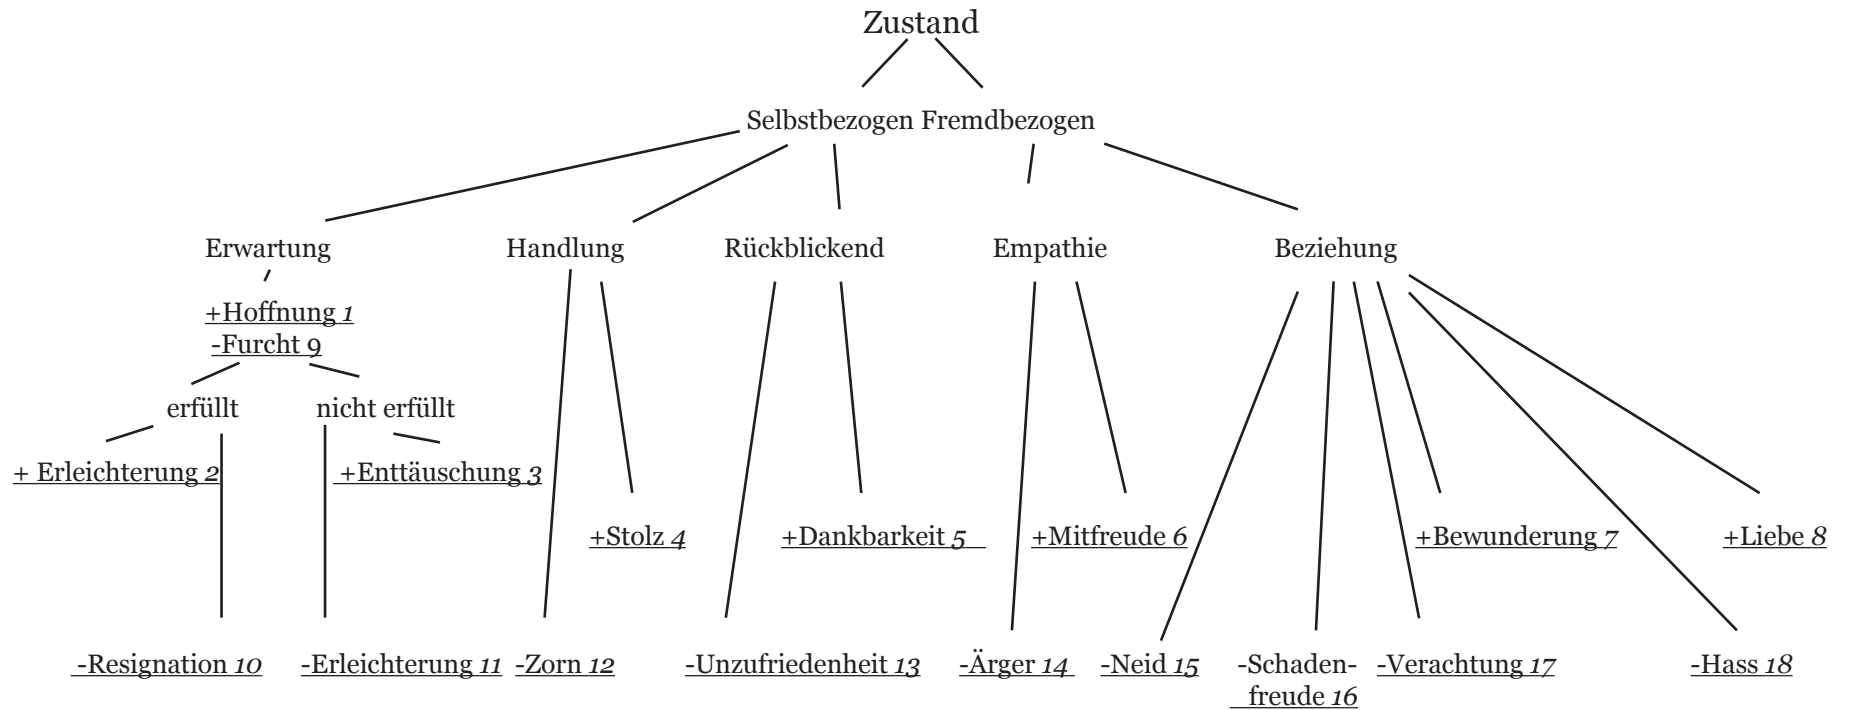 Zustand
Selbstbezogen Fremdbezogen
Erwartung Handlung Rückblickend Empathie Beziehung
+Hoffnung 1
-Furcht 9
erfüllt nicht erfüllt
+ Erleichterung 2 +Enttäuschung 3
+Stolz 4 +Dankbarkeit 5 +Mitfreude 6 +Bewunderung 7 +Liebe 8
-Resignation 10 -Erleichterung 11 -Zorn 12 -Unzufriedenheit 13 -Ärger 14 -Neid 15 -Schaden- -Verachtung 17 -Hass 18
freude 16